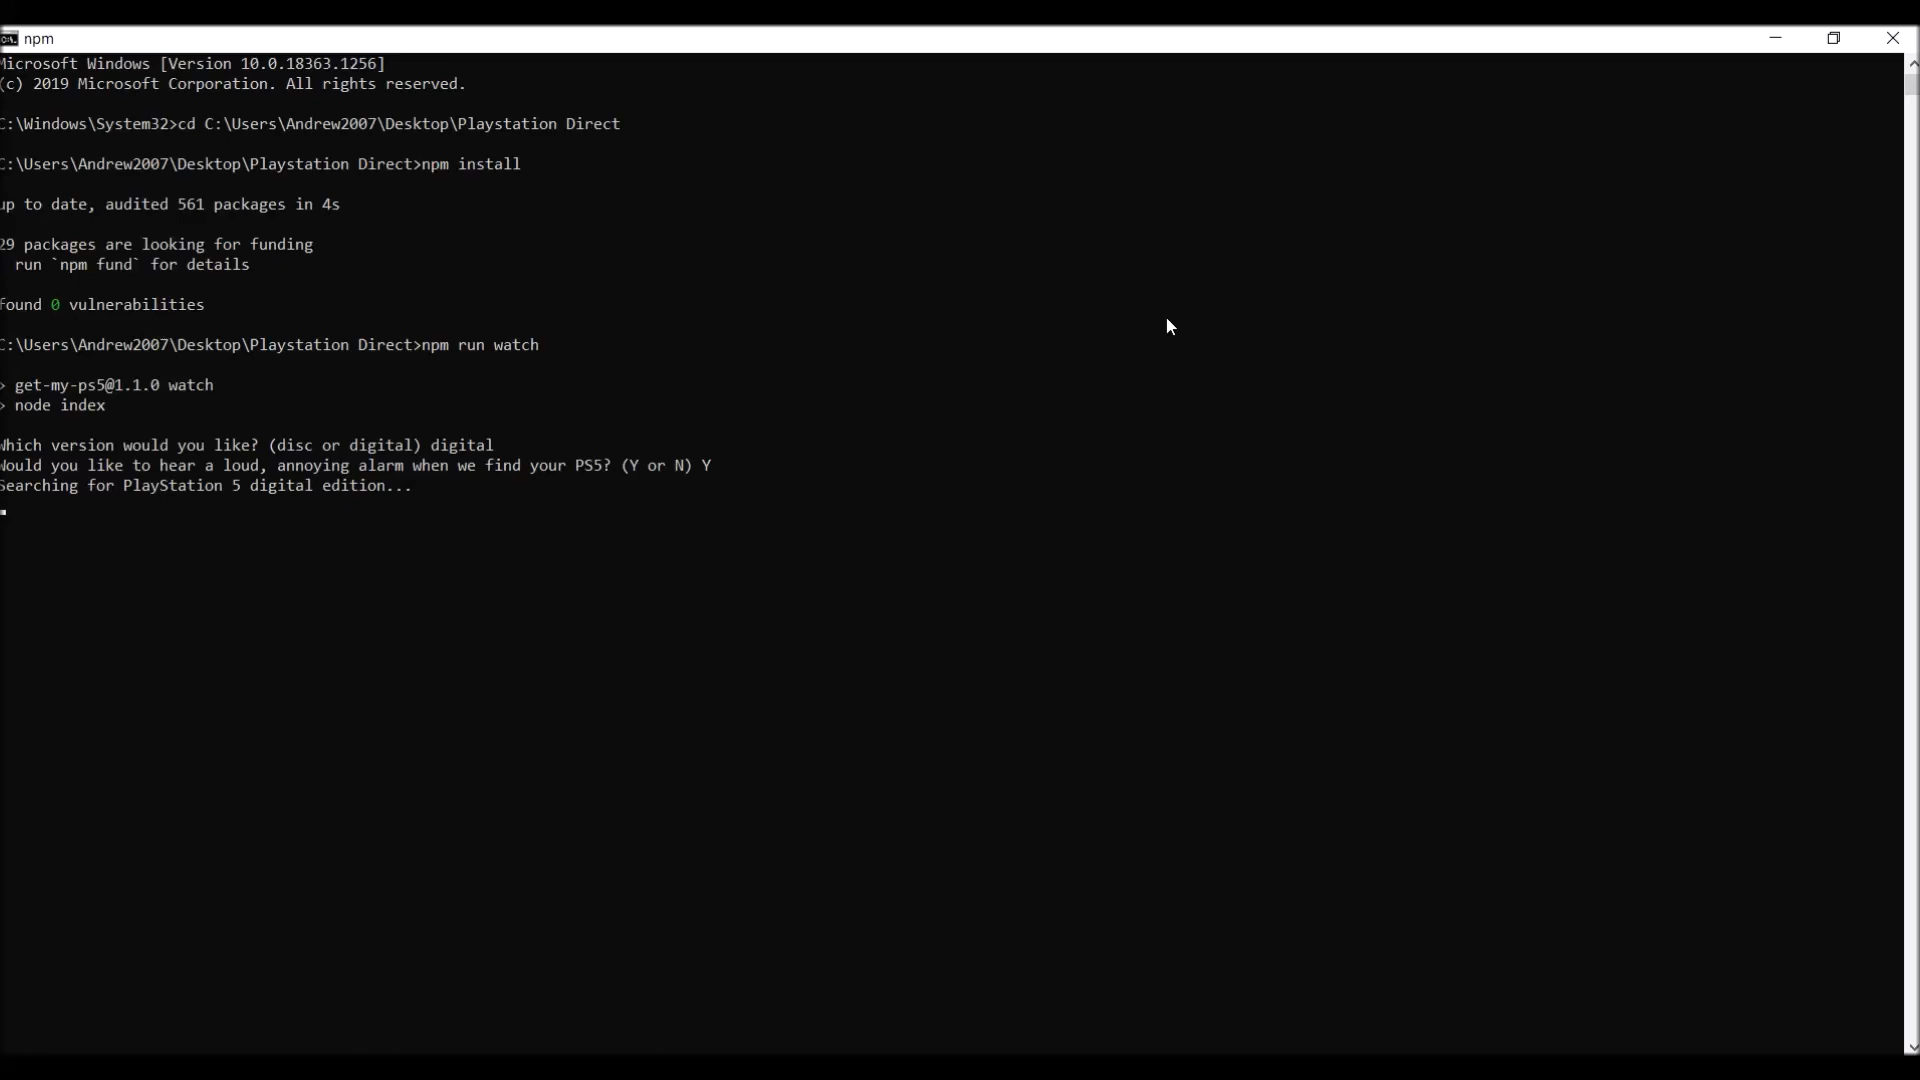 npm
Microsoft Windows [Version 10.0.18363.1256]
(c) 2019 Microsoft Corporation. All rights reserved.
C:\Windows\System32>cd C:\Users\Andrew2007\Desktop\Playstation Direct
C:\Users\Andrew2007\Desktop\Playstation Direct>npm install
up to date, audited 561 packages in 4s
29 packages are looking for funding
run `npm fund` for details
found 0 vulnerabilities
C:\Users\Andrew2007\Desktop\Playstation Direct>npm run watch
> get-my-ps5@1.1.0 watch
> node index
Which version would you like? (disc or digital) digital
Would you like to hear a loud, annoying alarm when we find your PS5? (Y or N) Y
Searching for PlayStation 5 digital edition...